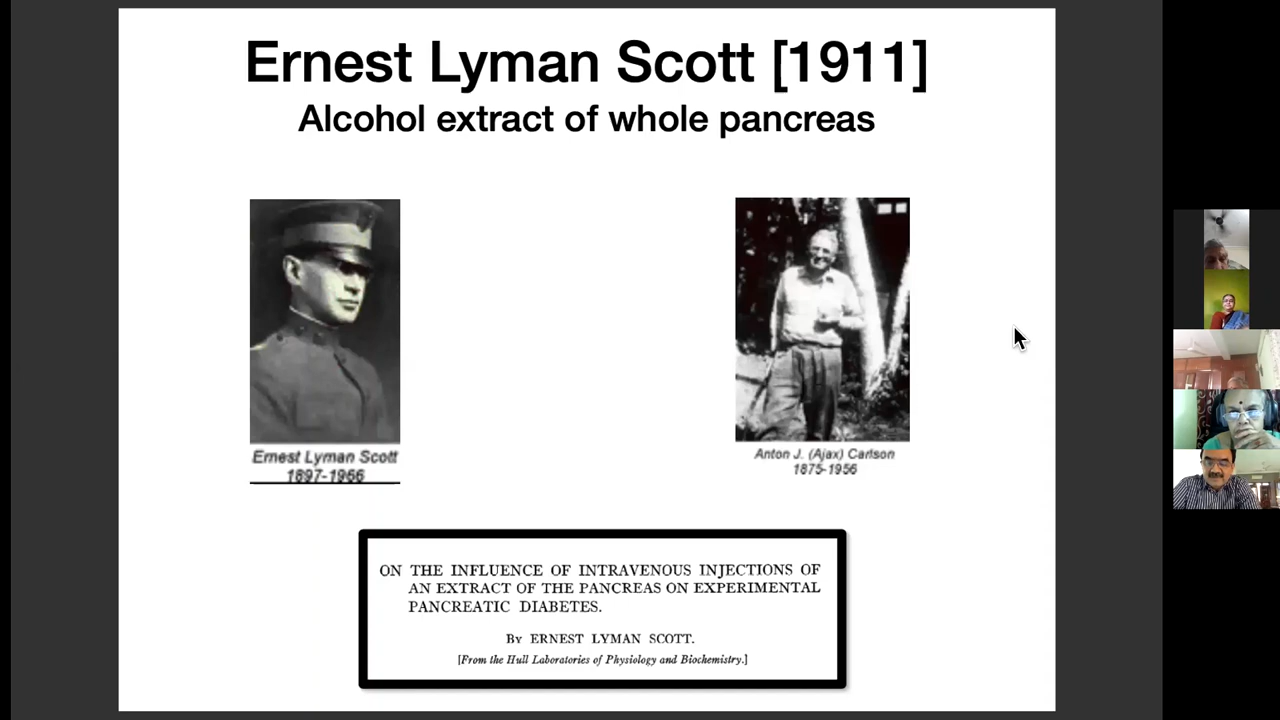 Ernest Lyman Scott [1911]
Alcohol extract of whole pancreas
Ernest Lyman Scott
1897-1966
Anton J. (Ajax) Carlson
1875-1956
ON THE INFLUENCE OF INTRAVENOUS INJECTIONS OF
AN EXTRACT OF THE PANCREAS ON EXPERIMENTAL
PANCREATIC DIABETES.
By ERNEST LYMAN SCOTT.
[From the Hull Laboratories of Physiology and Biochemistry.]